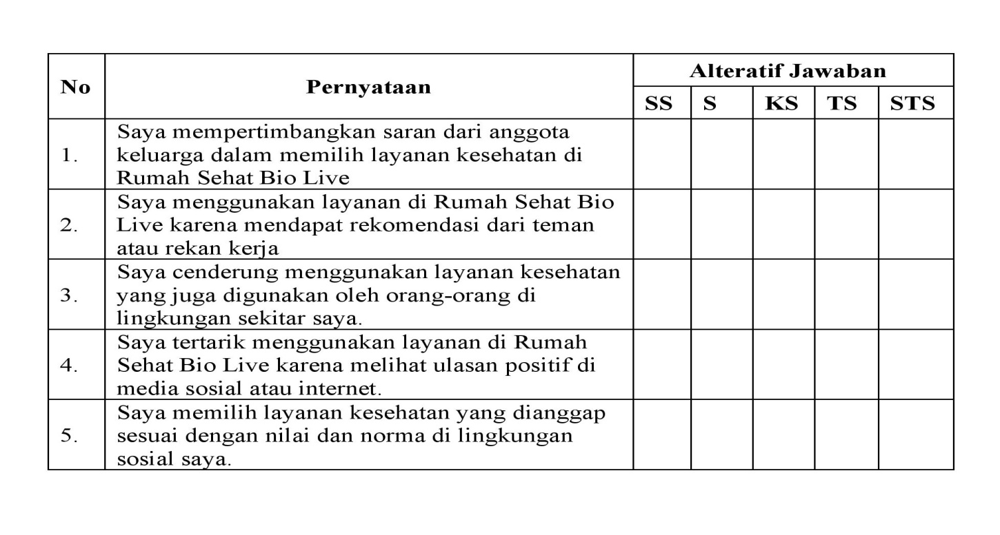 No
Pernyataan
Alteratif Jawaban
SS
S
KS
TS
STS
1.
Saya mempertimbangkan saran dari anggota
keluarga dalam memilih layanan kesehatan di
Rumah Sehat Bio Live
2.
Saya menggunakan layanan di Rumah Sehat Bio
Live karena mendapat rekomendasi dari teman
atau rekan kerja
3.
Saya cenderung menggunakan layanan kesehatan
yang juga digunakan oleh orang-orang di
lingkungan sekitar saya.
4.
Saya tertarik menggunakan layanan di Rumah
Sehat Bio Live karena melihat ulasan positif di
media sosial atau internet.
5.
Saya memilih layanan kesehatan yang dianggap
sesuai dengan nilai dan norma di lingkungan
sosial saya.